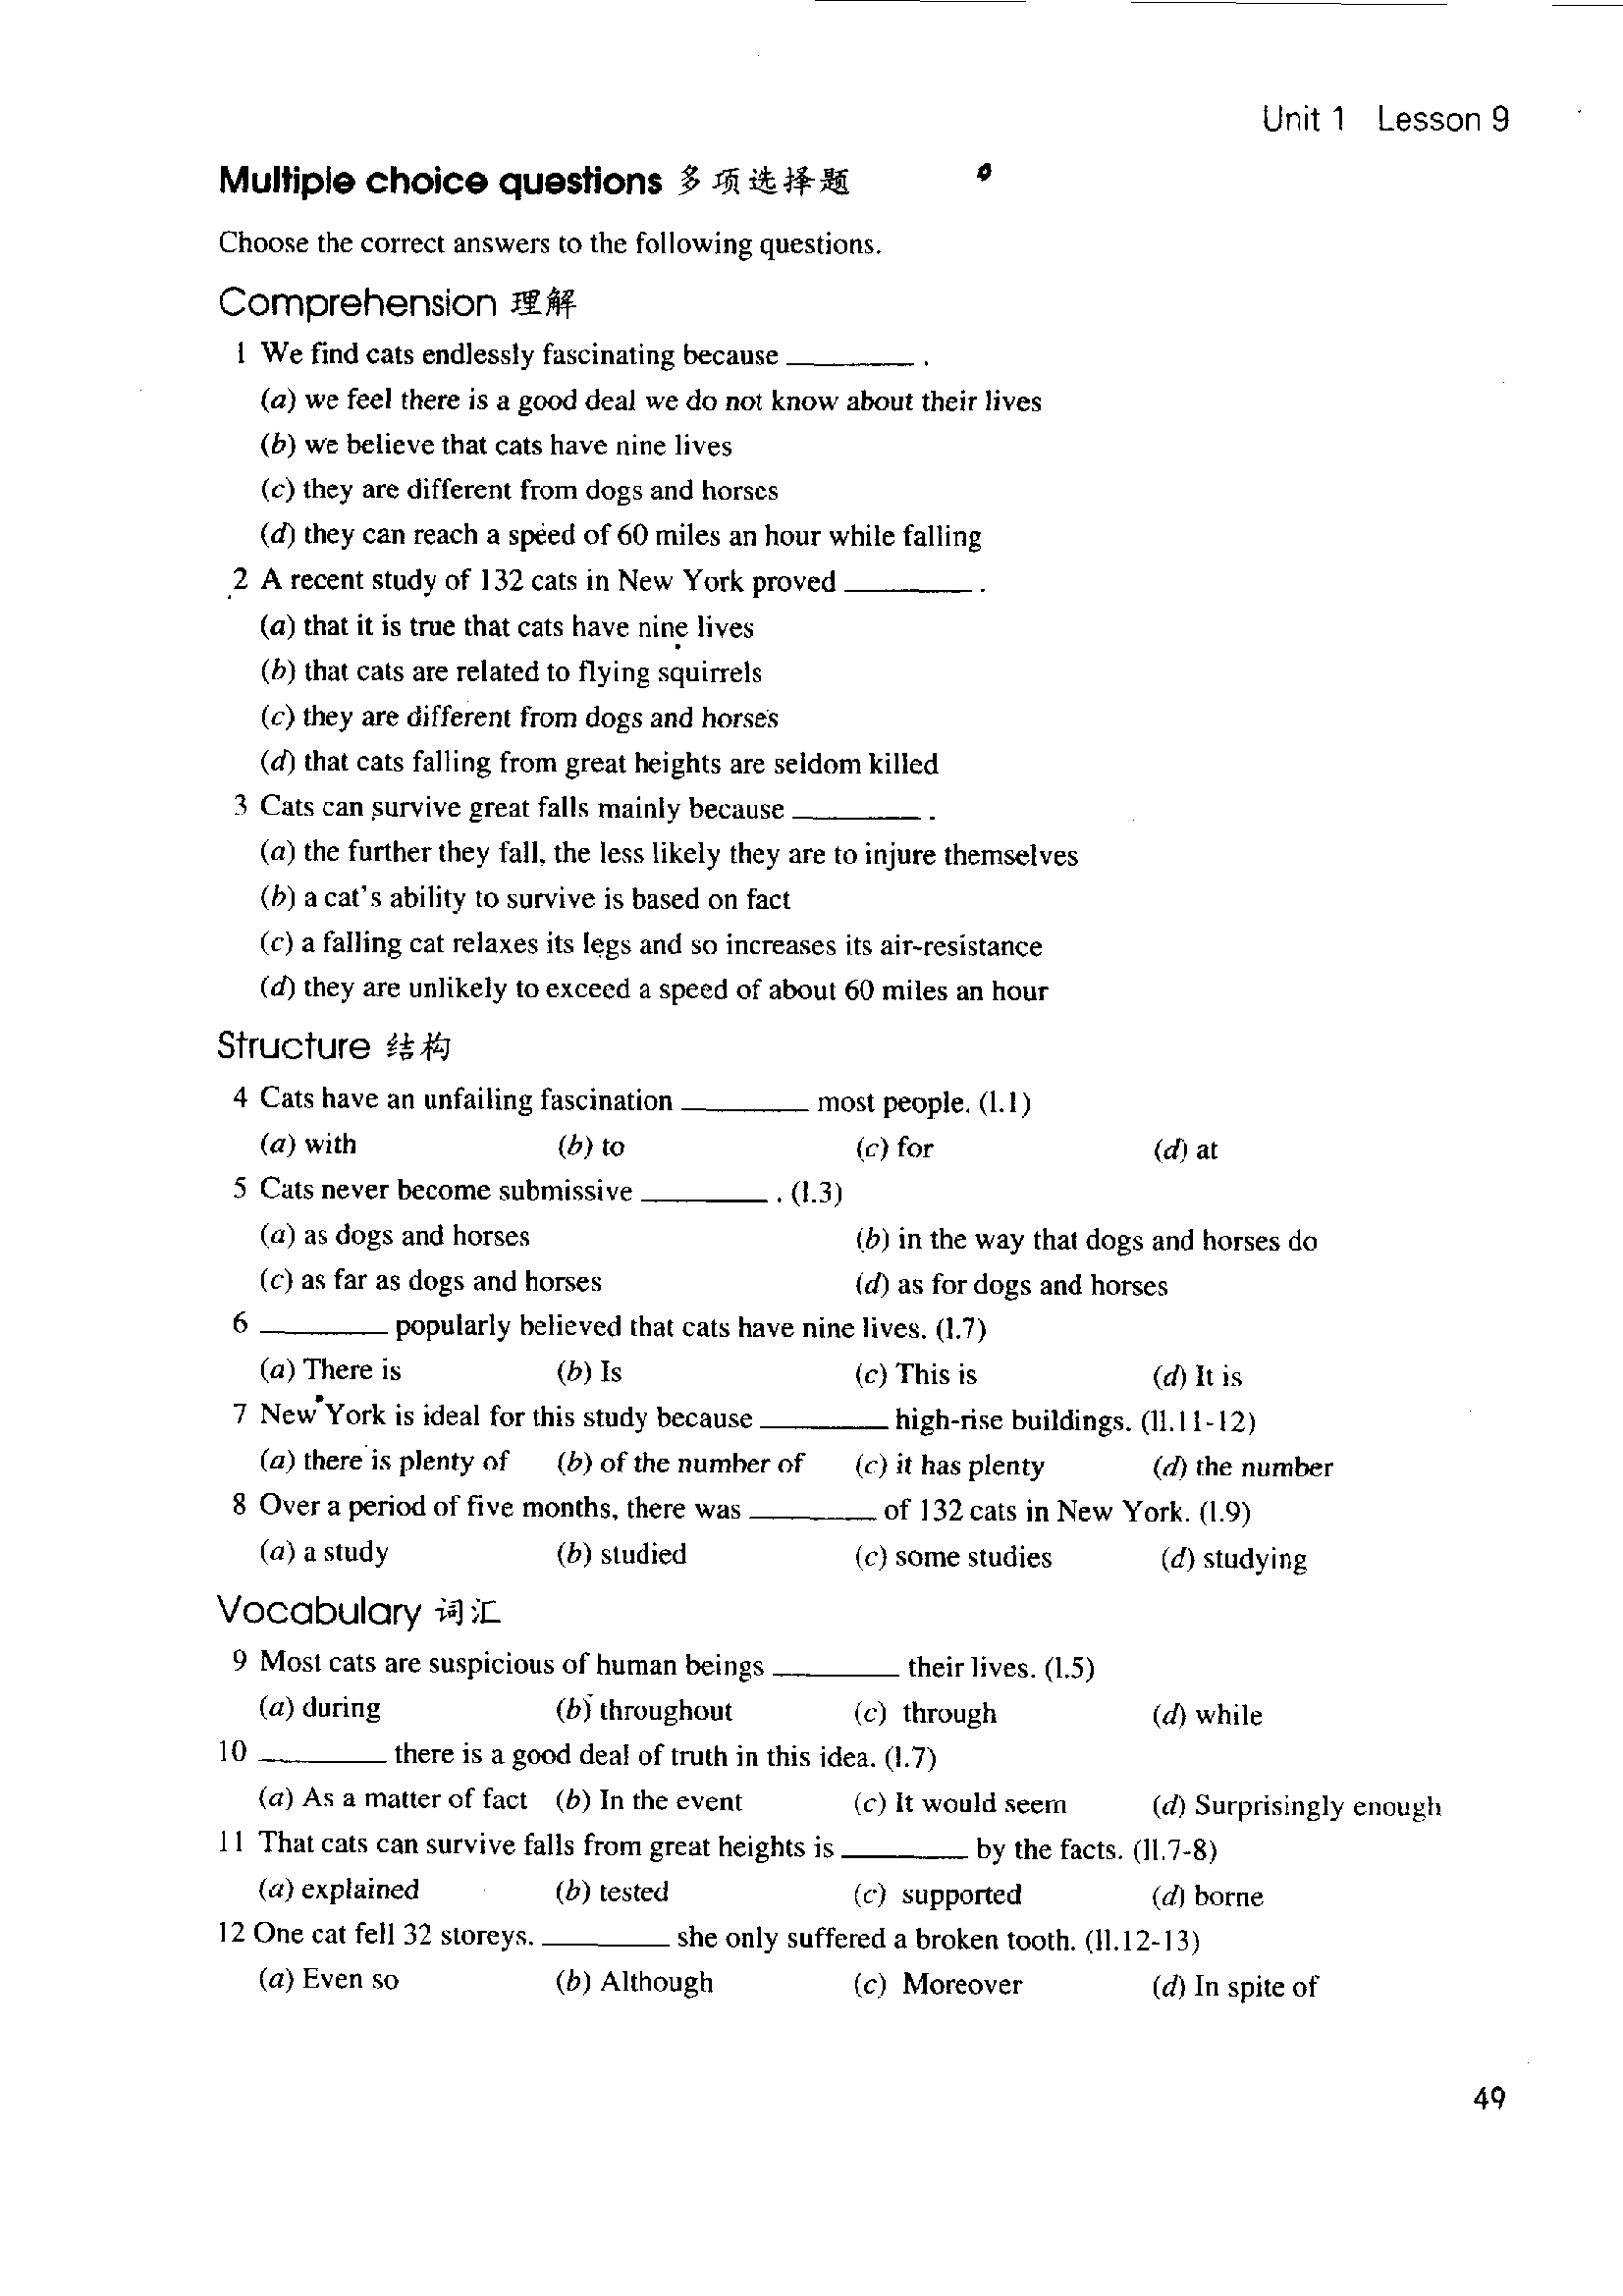 Unit 1 Lesson 9
Multiple choice questions 多项选择题
Choose the correct answers to the following questions.
Comprehension 理解
1 We find cats endlessly fascinating because ________ .
(a) we feel there is a good deal we do not know about their lives
(b) we believe that cats have nine lives
(c) they are different from dogs and horses
(d) they can reach a speed of 60 miles an hour while falling
2 A recent study of 132 cats in New York proved ________ .
(a) that it is true that cats have nine lives
(b) that cats are related to flying squirrels
(c) they are different from dogs and horses
(d) that cats falling from great heights are seldom killed
3 Cats can survive great falls mainly because ________ .
(a) the further they fall, the less likely they are to injure themselves
(b) a cat's ability to survive is based on fact
(c) a falling cat relaxes its legs and so increases its air-resistance
(d) they are unlikely to exceed a speed of about 60 miles an hour
Structure 结构
4 Cats have an unfailing fascination ________ most people. (l.1)
(a) with (b) to (c) for (d) at
5 Cats never become submissive ________ . (l.3)
(a) as dogs and horses (b) in the way that dogs and horses do
(c) as far as dogs and horses (d) as for dogs and horses
6 ________ popularly believed that cats have nine lives. (l.7)
(a) There is (b) Is (c) This is (d) It is
7 New York is ideal for this study because ________ high-rise buildings. (ll.11-12)
(a) there is plenty of (b) of the number of (c) it has plenty (d) the number
8 Over a period of five months, there was ________ of 132 cats in New York. (l.9)
(a) a study (b) studied (c) some studies (d) studying
Vocabulary 词汇
9 Most cats are suspicious of human beings ________ their lives. (l.5)
(a) during (b) throughout (c) through (d) while
10 ________ there is a good deal of truth in this idea. (l.7)
(a) As a matter of fact (b) In the event (c) It would seem (d) Surprisingly enough
11 That cats can survive falls from great heights is ________ by the facts. (ll.7-8)
(a) explained (b) tested (c) supported (d) borne
12 One cat fell 32 storeys. ________ she only suffered a broken tooth. (ll.12-13)
(a) Even so (b) Although (c) Moreover (d) In spite of
49